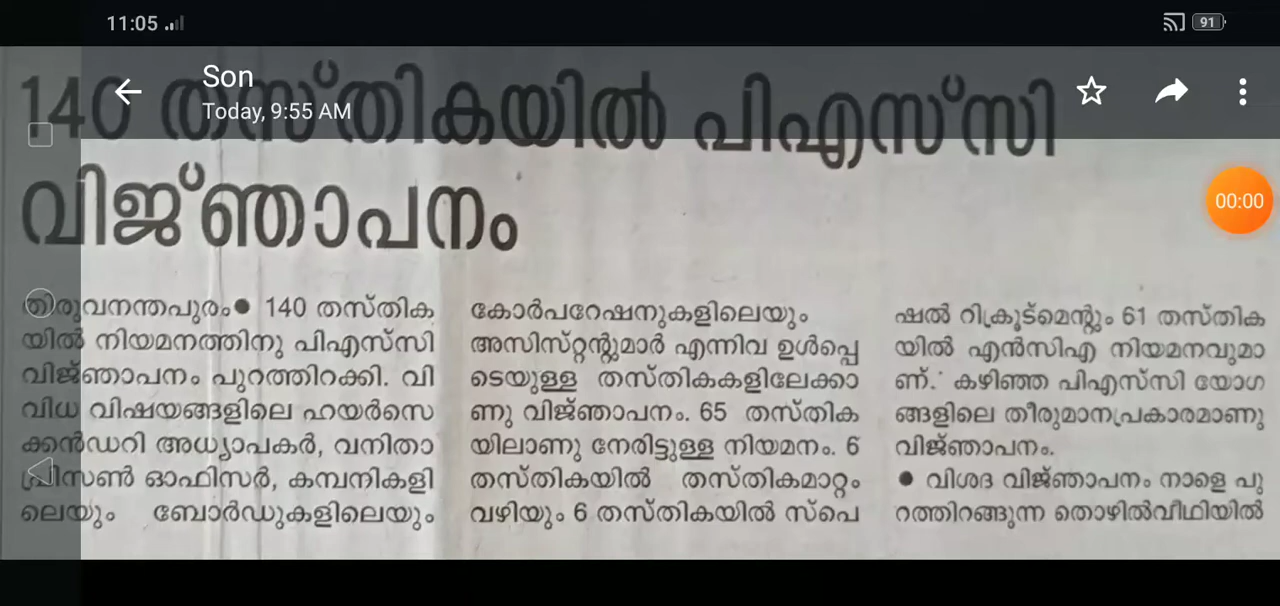 11:05
91
Son
Today, 9:55 AM
140 തസ്തികയിൽ പിഎസ്‌സി
വിജ്ഞാപനം
00:00
തിരുവനന്തപുരം● 140 തസ്തിക
യിൽ നിയമനത്തിനു പിഎസ്‌സി
വിജ്ഞാപനം പുറത്തിറക്കി. വി
വിധ വിഷയങ്ങളിലെ ഹയർസെ
ക്കൻഡറി അധ്യാപകർ, വനിതാ
പ്രിസൺ ഓഫിസർ, കമ്പനികളി
ലെയും ബോർഡുകളിലെയും
കോർപറേഷനുകളിലെയും
അസിസ്റ്റന്റുമാർ എന്നിവ ഉൾപ്പെ
ടെയുള്ള തസ്തികകളിലേക്കാ
ണു വിജ്ഞാപനം. 65 തസ്തിക
യിലാണു നേരിട്ടുള്ള നിയമനം. 6
തസ്തികയിൽ തസ്തികമാറ്റം
വഴിയും 6 തസ്തികയിൽ സ്പെ
ഷൽ റിക്രൂട്മെന്റും 61 തസ്തിക
യിൽ എൻസിഎ നിയമനവുമാ
ണ്. കഴിഞ്ഞ പിഎസ്‌സി യോഗ
ങ്ങളിലെ തീരുമാനപ്രകാരമാണു
വിജ്ഞാപനം.
● വിശദ വിജ്ഞാപനം നാളെ പു
റത്തിറങ്ങുന്ന തൊഴിൽവീഥിയിൽ